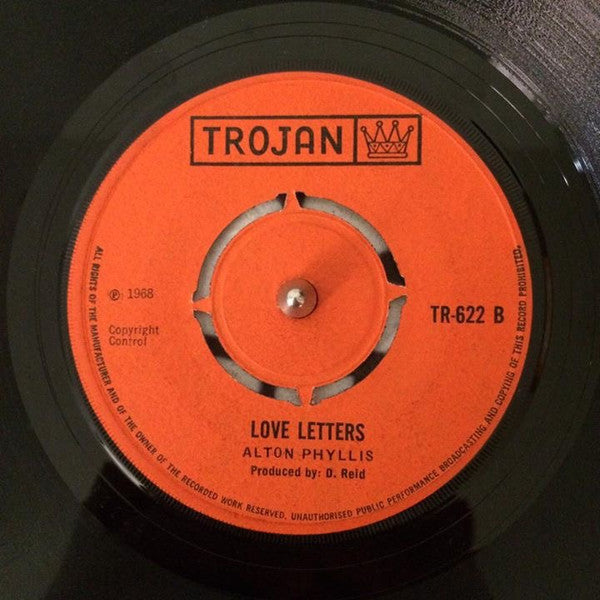 TROJAN
℗ 1968
Copyright
Control
TR-622 B
LOVE LETTERS
ALTON PHYLLIS
Produced by: D. Reid
ALL RIGHTS OF THE MANUFACTURER AND OF THE OWNER OF THE RECORDED WORK RESERVED. UNAUTHORISED PUBLIC PERFORMANCE BROADCASTING AND COPYING OF THIS RECORD PROHIBITED.